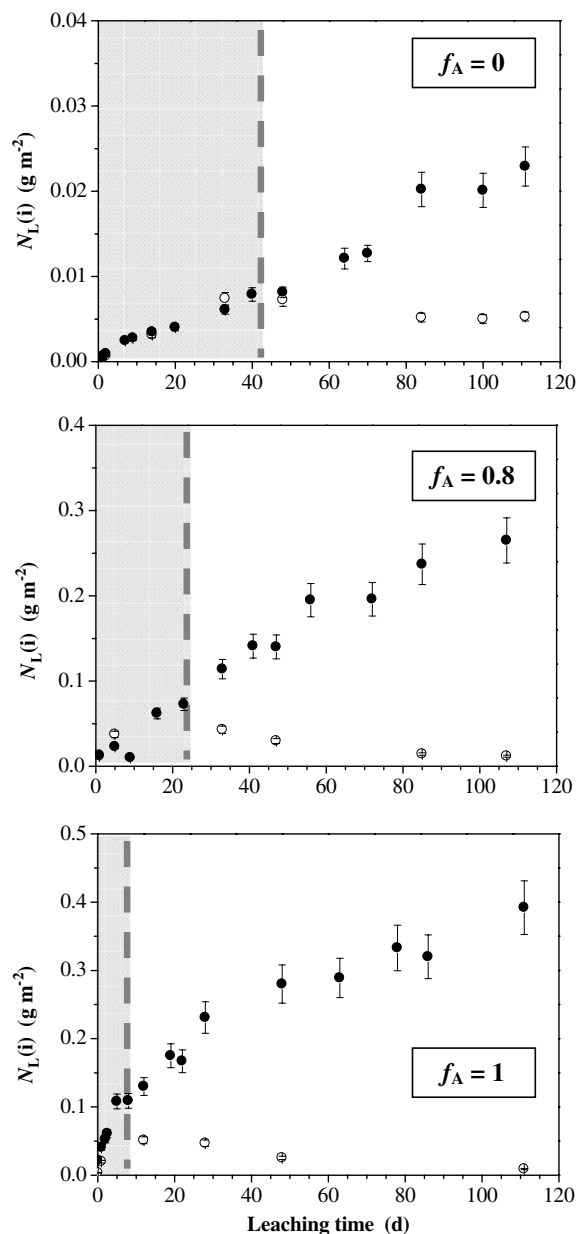 0.04
0.03
0.02
0.01
0.00
N_L(i) (g m⁻²)
f_A = 0
0 20 40 60 80 100 120
0.4
0.3
0.2
0.1
0.0
N_L(i) (g m⁻²)
f_A = 0.8
0 20 40 60 80 100 120
0.5
0.4
0.3
0.2
0.1
0.0
N_L(i) (g m⁻²)
f_A = 1
0 20 40 60 80 100 120
Leaching time (d)